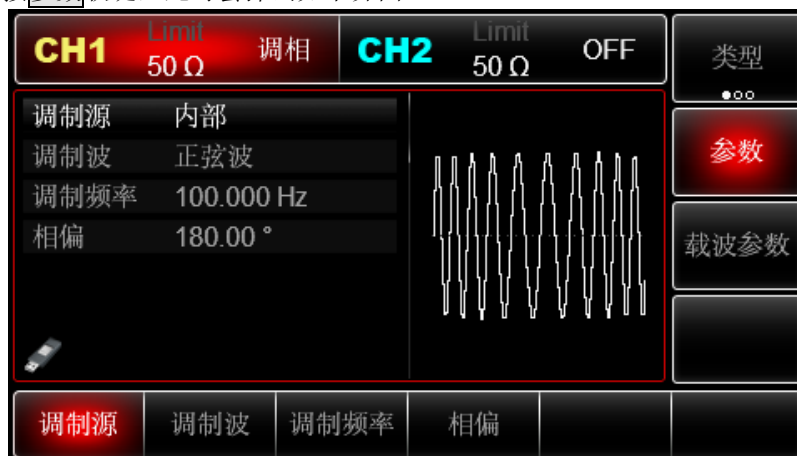 CH1 Limit 50 Ω 调相 CH2 Limit 50 Ω OFF
类型
调制源 内部
调制波 正弦波
调制频率 100.000 Hz
相偏 180.00 °
参数
载波参数
调制源 调制波 调制频率 相偏